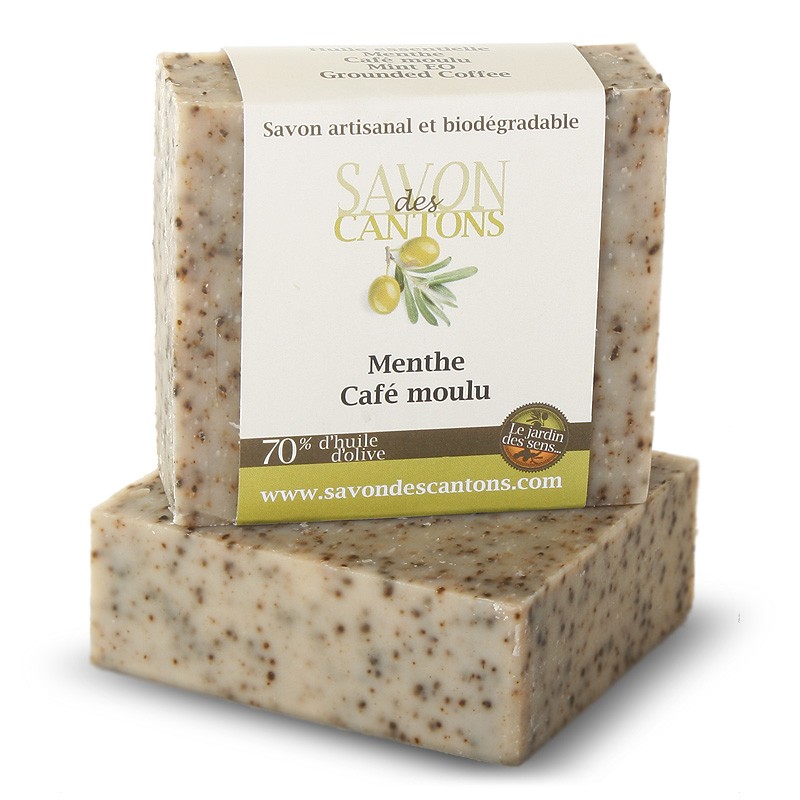 Huile essentielle
Menthe
Café moulu
Mint EO
Grounded Coffee
Savon artisanal et biodégradable
SAVON
des
CANTONS
Menthe
Café moulu
70% d'huile
d'olive
Le jardin
des sens...
www.savondescantons.com